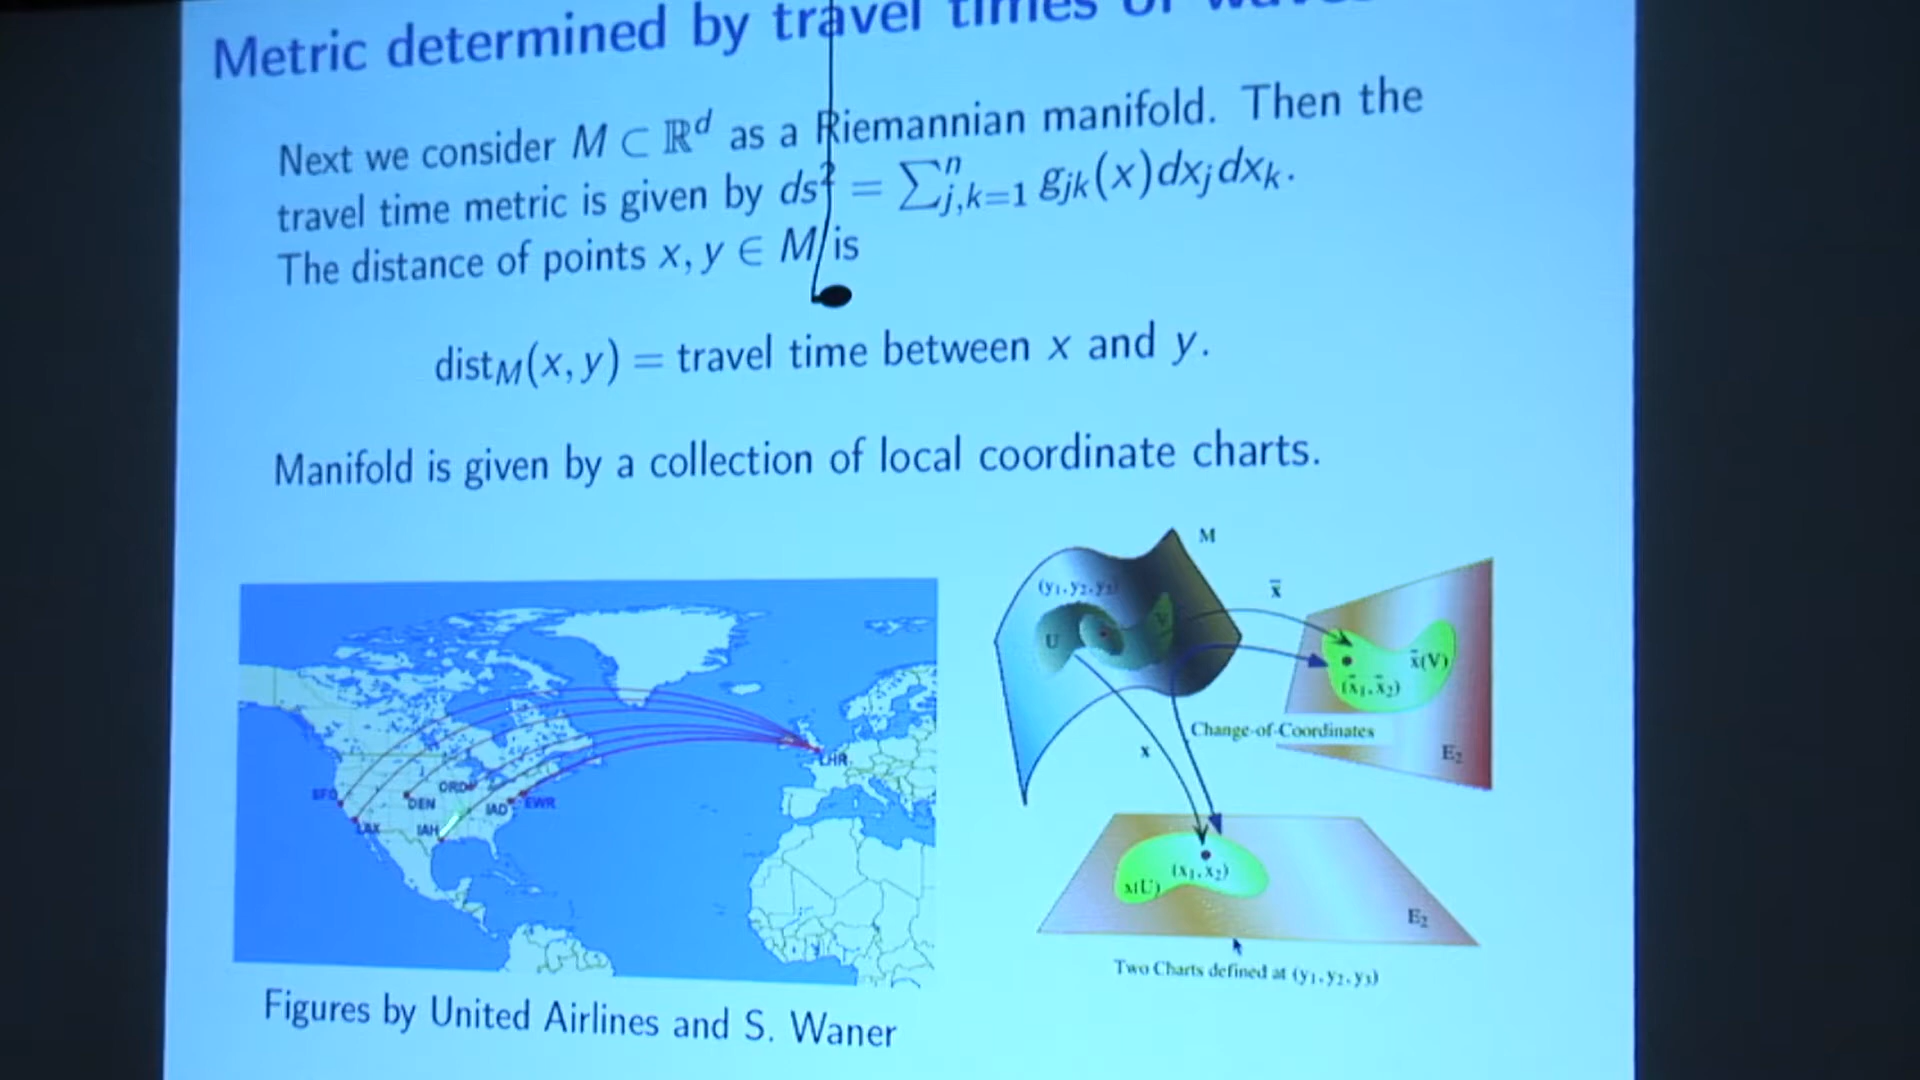 Metric determined by travel times of waves
Next we consider M ⊂ ℝᵈ as a Riemannian manifold. Then the
travel time metric is given by ds² = ∑ⁿⱼ,ₖ₌₁ gⱼₖ(x)dxⱼdxₖ.
The distance of points x, y ∈ M is
dist_M(x, y) = travel time between x and y.
Manifold is given by a collection of local coordinate charts.
SFO
LAX
DEN
ORD
IAH
IAD
EWR
LHR
M
(y₁, y₂, y₃)
U
V
x̄
x̄(V)
(x̄₁, x̄₂)
Change-of-Coordinates
E₂
x
(x₁, x₂)
x(U)
E₂
Two Charts defined at (y₁, y₂, y₃)
Figures by United Airlines and S. Waner